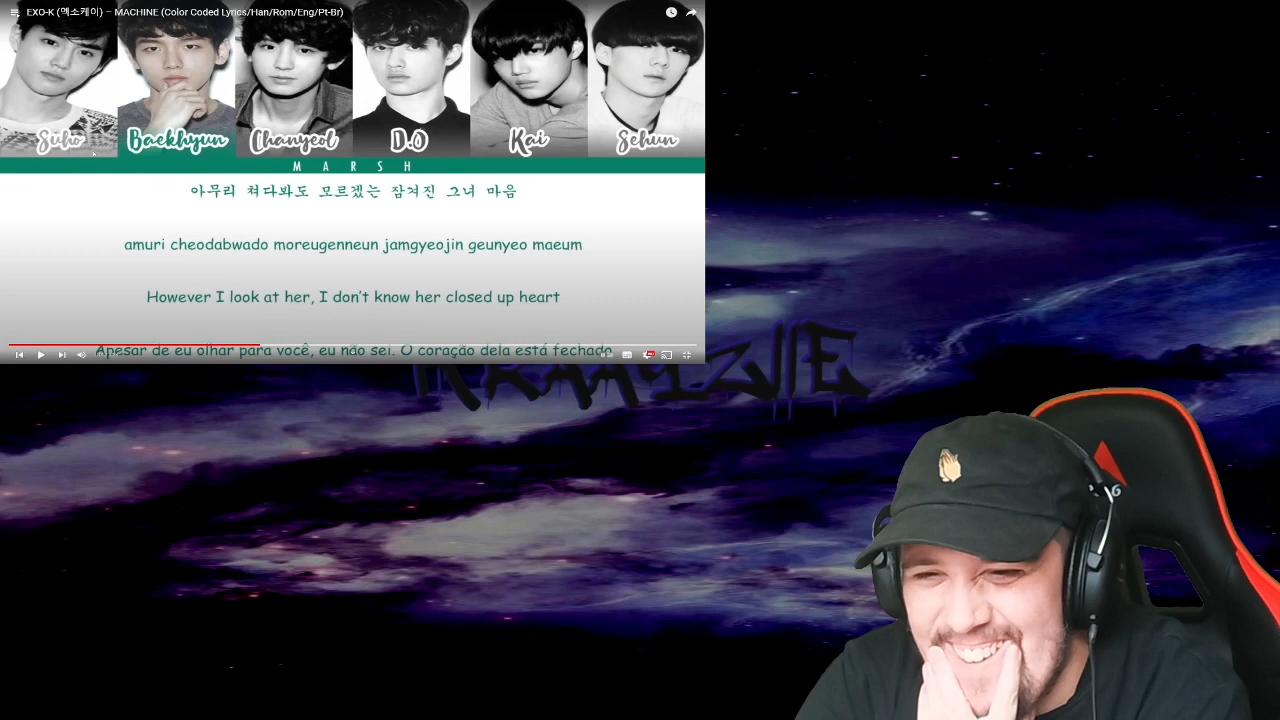 EXO-K (엑소케이) – MACHINE (Color Coded Lyrics/Han/Rom/Eng/Pt-Br)
Suho Baekhyun Chanyeol D.O Kai Sehun
MARSH
아무리 쳐다봐도 모르겠는 잠겨진 그녀 마음
amuri cheodabwado moreugenneun jamgyeojin geunyeo maeum
However I look at her, I don't know her closed up heart
Apesar de eu olhar para você, eu não sei. O coração dela está fechado